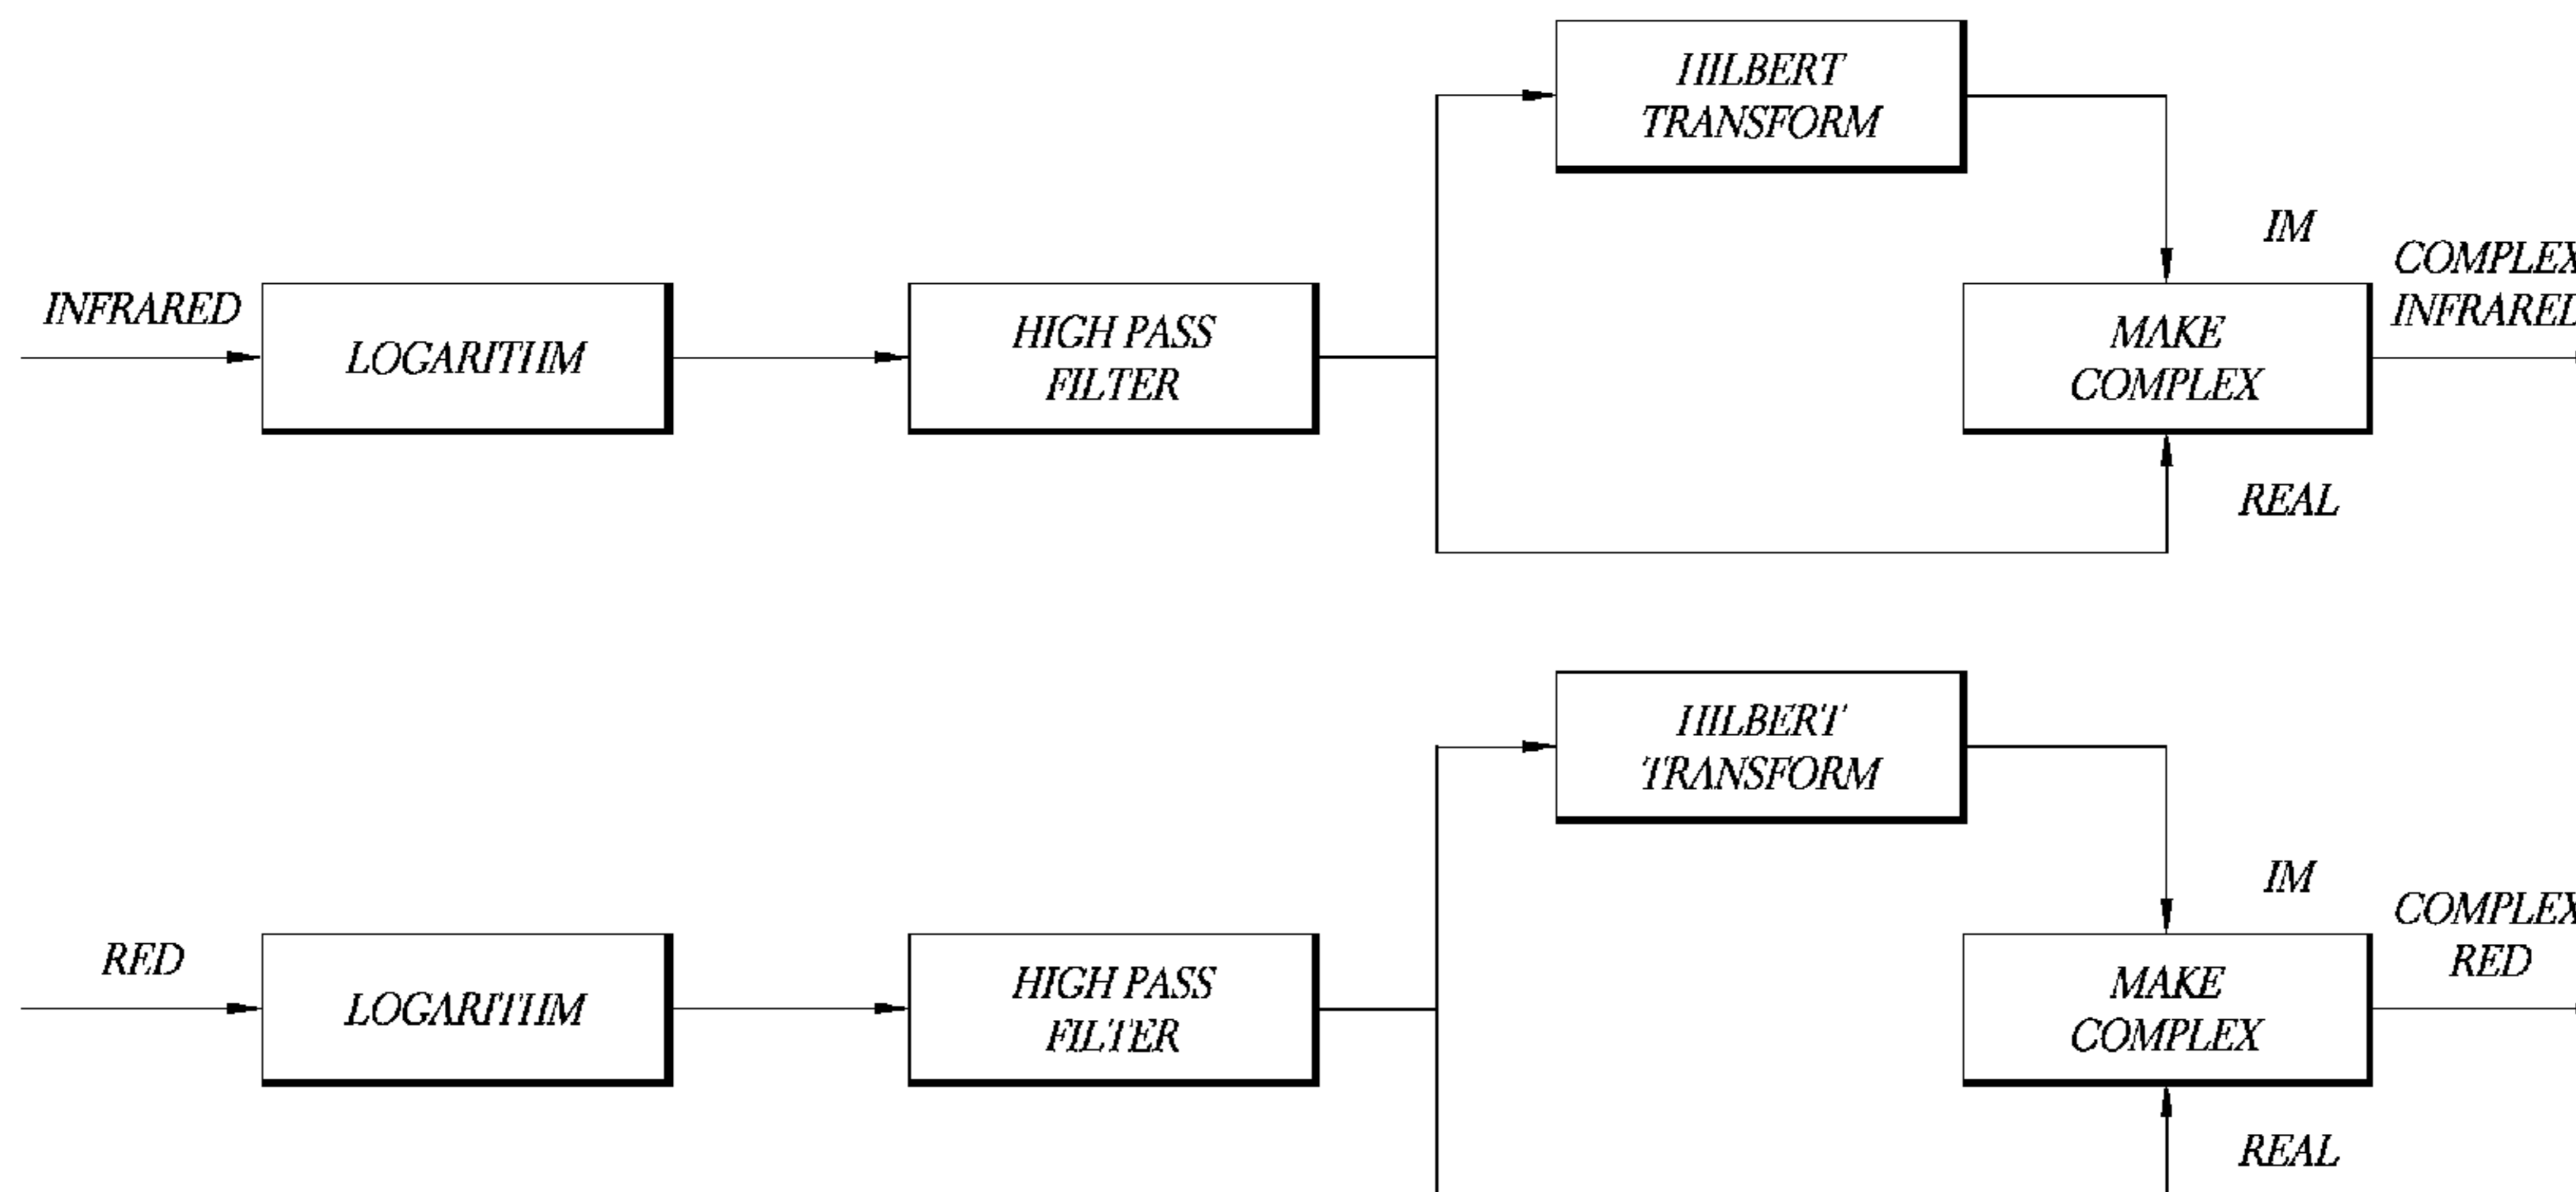 HILBERT
TRANSFORM
IM
COMPLEX
INFRARED
INFRARED
LOGARITHM
HIGH PASS
FILTER
MAKE
COMPLEX
REAL
HILBERT
TRANSFORM
IM
COMPLEX
RED
RED
LOGARITHM
HIGH PASS
FILTER
MAKE
COMPLEX
REAL